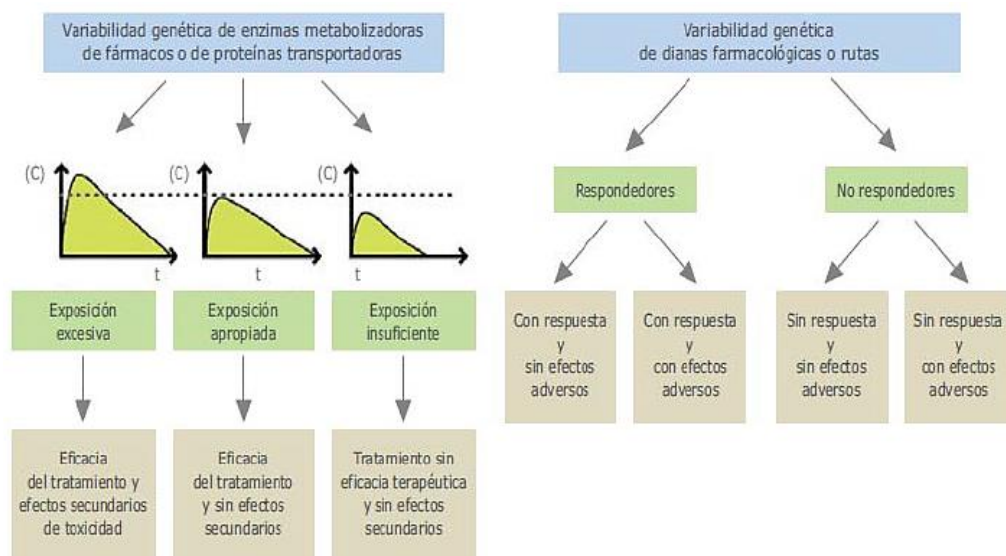 Variabilidad genética de enzimas metabolizadoras
de fármacos o de proteínas transportadoras
(C)
t
(C)
t
(C)
t
Exposición
excesiva
Exposición
apropiada
Exposición
insuficiente
Eficacia
del tratamiento y
efectos secundarios
de toxicidad
Eficacia
del tratamiento
y sin efectos
secundarios
Tratamiento sin
eficacia terapéutica
y sin efectos
secundarios
Variabilidad genética
de dianas farmacológicas o rutas
Respondedores
No respondedores
Con respuesta
y
sin efectos
adversos
Con respuesta
y
con efectos
adversos
Sin respuesta
y
sin efectos
adversos
Sin respuesta
y
con efectos
adversos